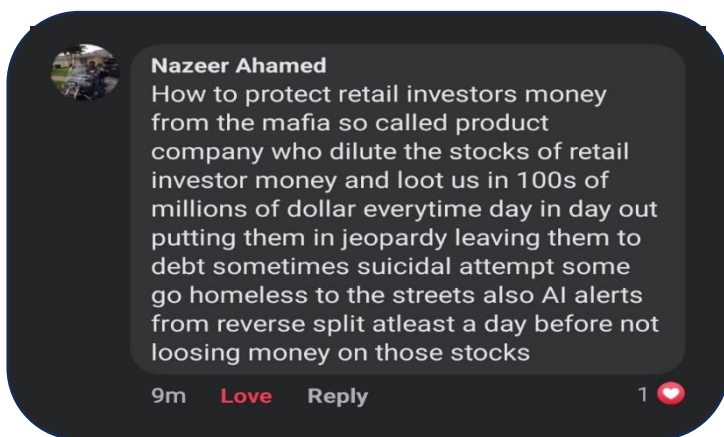 Nazeer Ahamed
How to protect retail investors money
from the mafia so called product
company who dilute the stocks of retail
investor money and loot us in 100s of
millions of dollar everytime day in day out
putting them in jeopardy leaving them to
debt sometimes suicidal attempt some
go homeless to the streets also AI alerts
from reverse split atleast a day before not
loosing money on those stocks
9m Love Reply 1